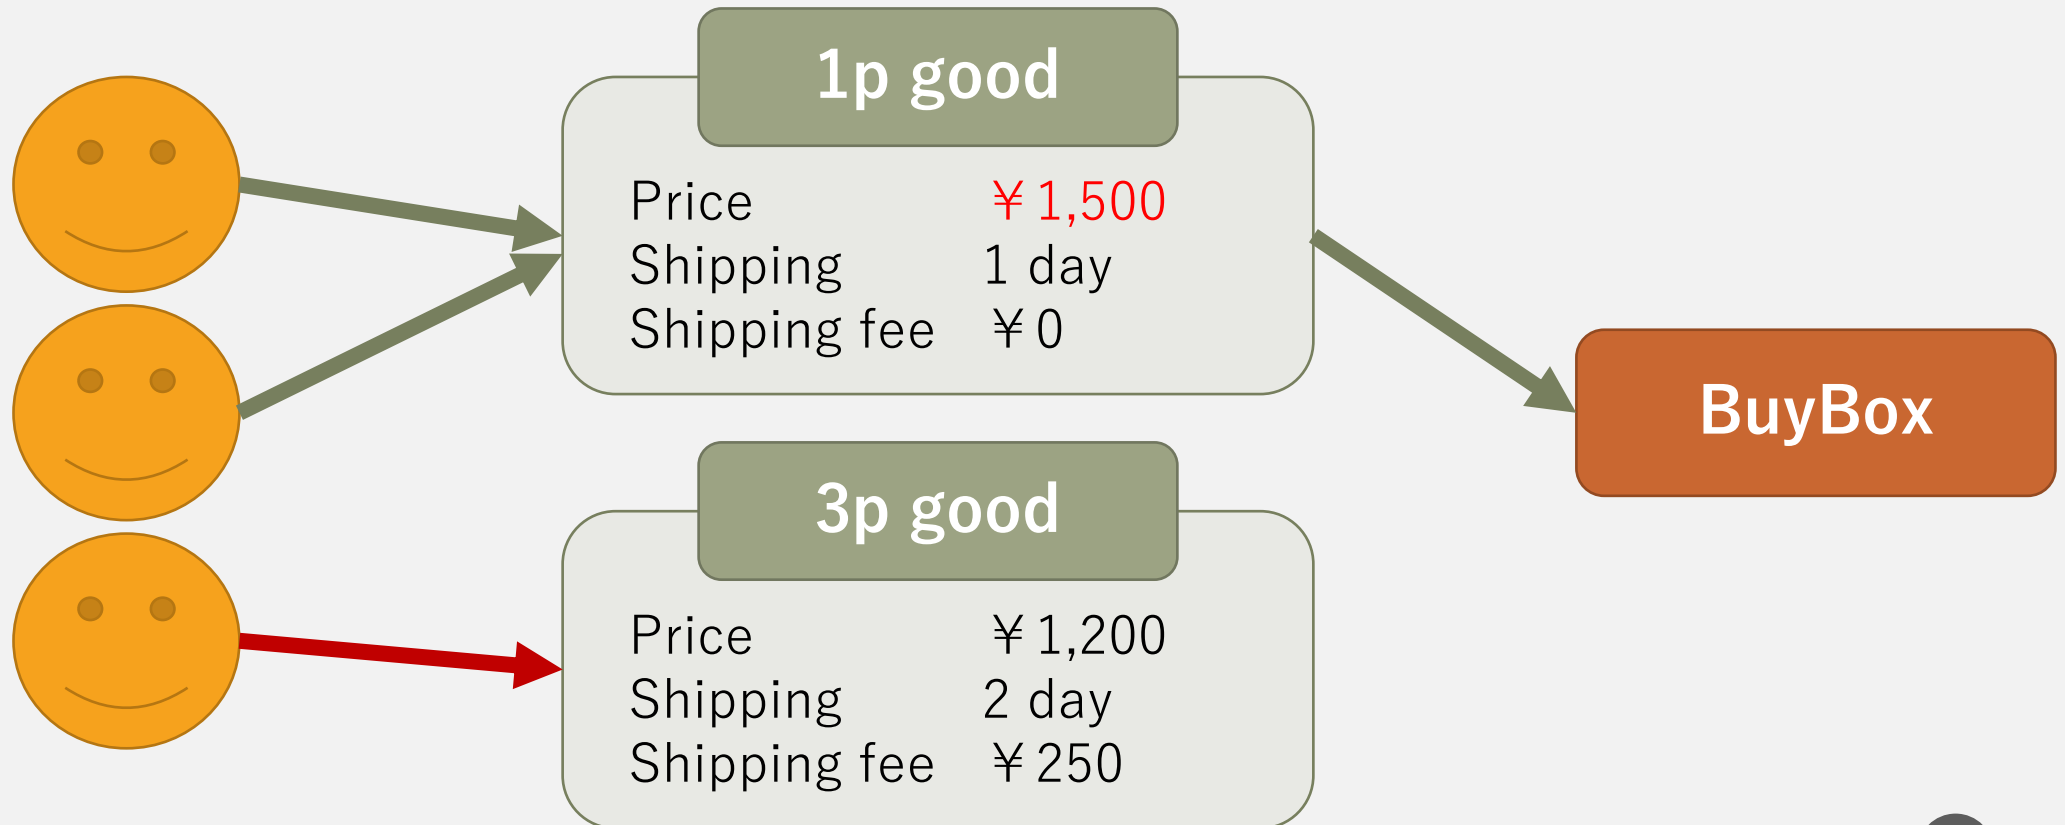 1p good
Price ￥1,500
Shipping 1 day
Shipping fee ￥0
BuyBox
3p good
Price ￥1,200
Shipping 2 day
Shipping fee ￥250